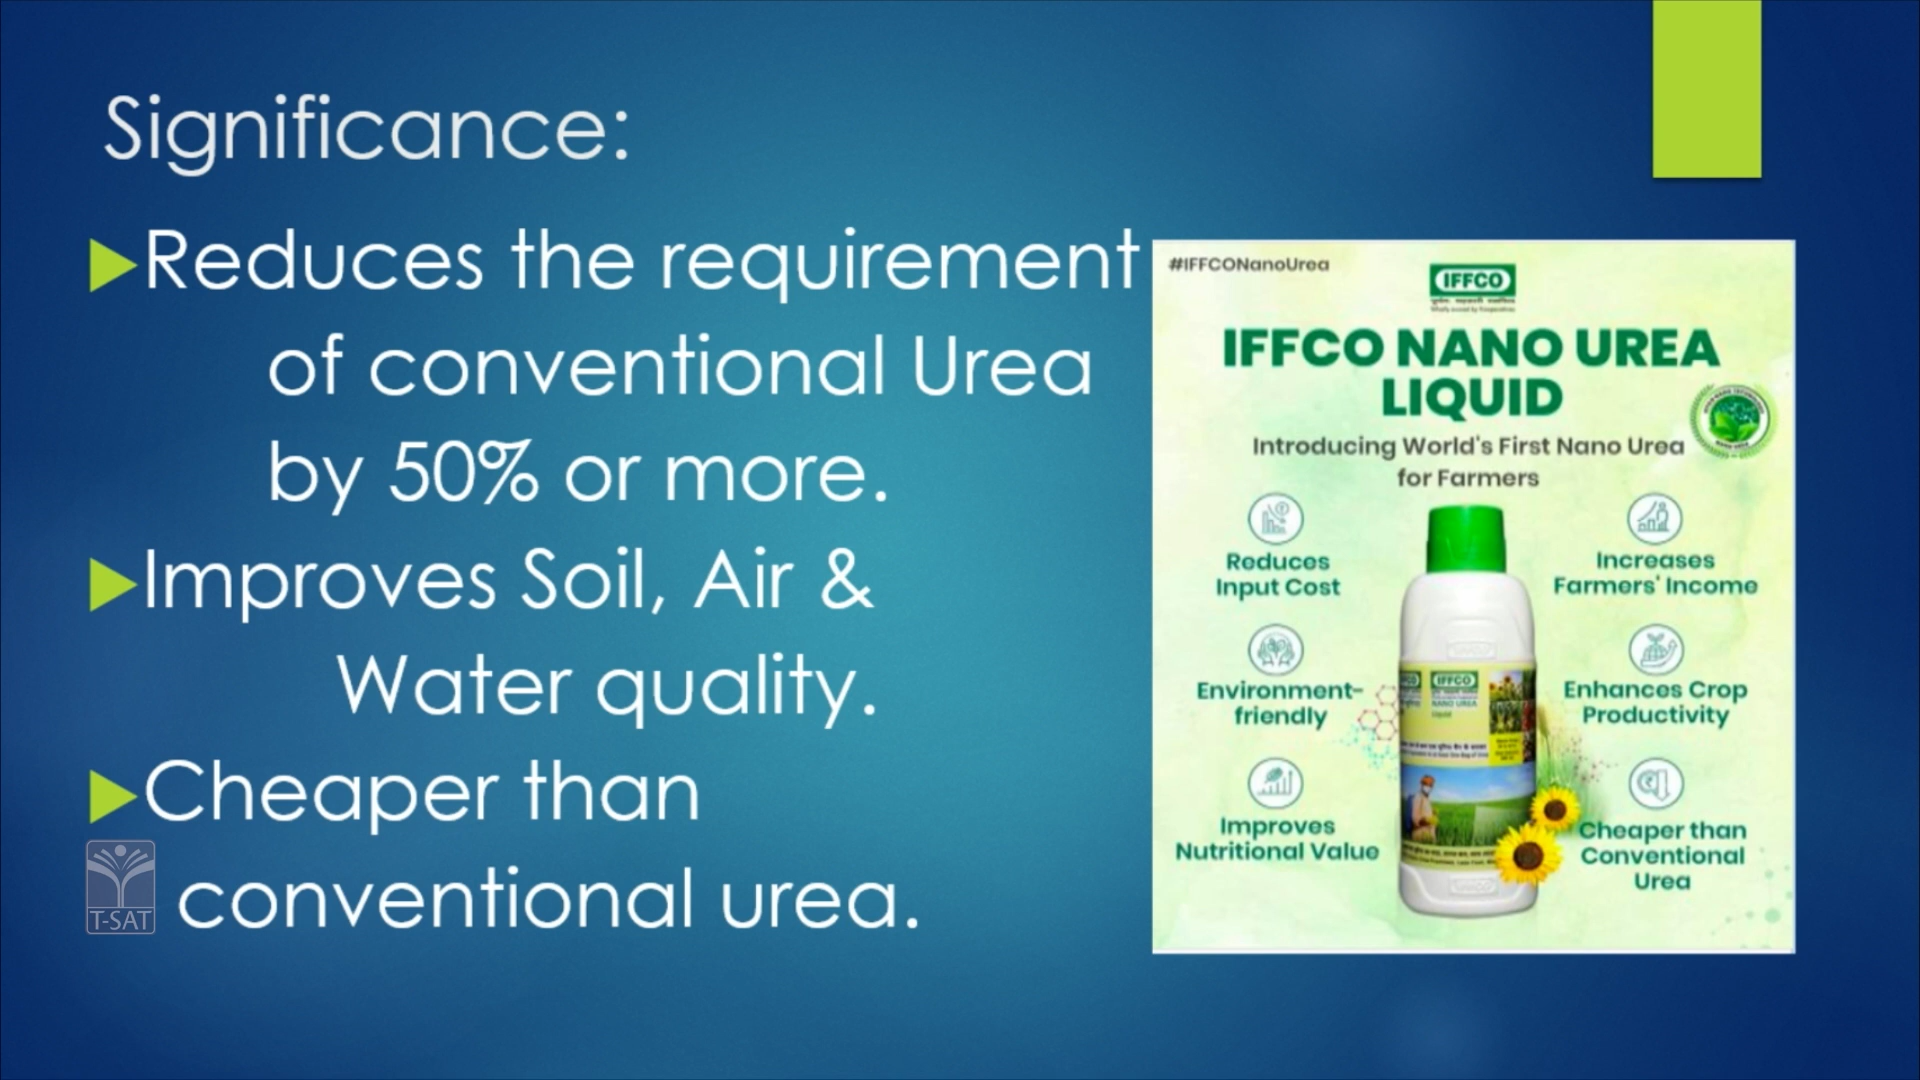 Significance:
Reduces the requirement
of conventional Urea
by 50% or more.
Improves Soil, Air &
Water quality.
Cheaper than
conventional urea.
T-SAT
#IFFCONanoUrea
IFFCO
IFFCO NANO UREA
LIQUID
Introducing World's First Nano Urea
for Farmers
Reduces
Input Cost
Increases
Farmers' Income
Environment-
friendly
Enhances Crop
Productivity
Improves
Nutritional Value
Cheaper than
Conventional
Urea
IFFCO
NANO UREA